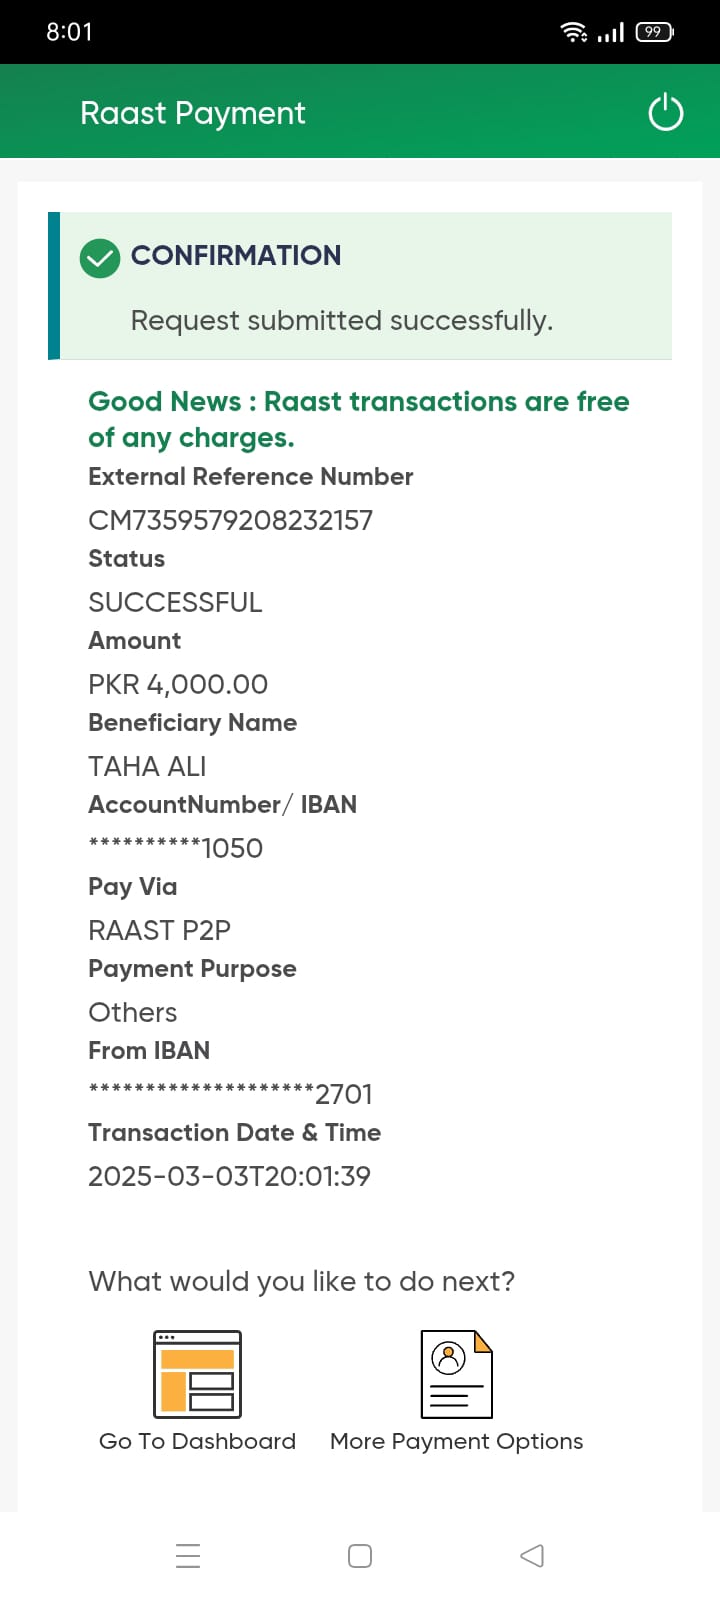 8:01
99
Raast Payment
CONFIRMATION
Request submitted successfully.
Good News : Raast transactions are free
of any charges.
External Reference Number
CM7359579208232157
Status
SUCCESSFUL
Amount
PKR 4,000.00
Beneficiary Name
TAHA ALI
AccountNumber/ IBAN
**********1050
Pay Via
RAAST P2P
Payment Purpose
Others
From IBAN
********************2701
Transaction Date & Time
2025-03-03T20:01:39
What would you like to do next?
Go To Dashboard
More Payment Options